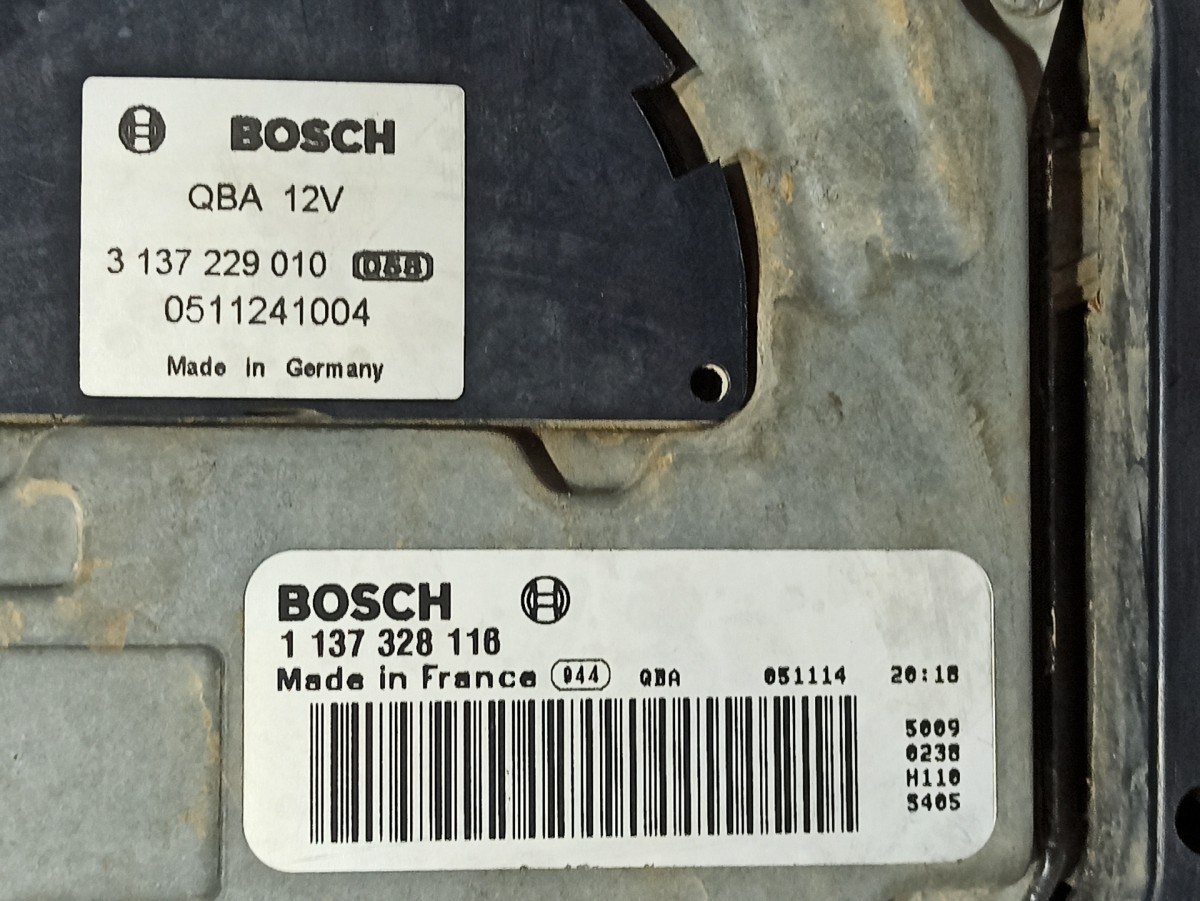 BOSCH
QBA 12V
3 137 229 010
0511241004
Made in Germany
BOSCH
1 137 328 116
Made in France 944 QBA 051114 20:18
5009
0238
H110
5405